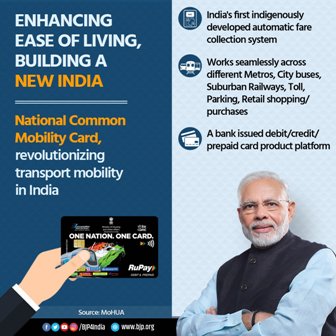 ENHANCING
EASE OF LIVING,
BUILDING A
NEW INDIA
National Common
Mobility Card,
revolutionizing
transport mobility
in India
ONE NATION. ONE CARD.
RuPay
Source: MoHUA
BJP4India
www.bjp.org
India's first indigenously
developed automatic fare
collection system
Works seamlessly across
different Metros, City buses,
Suburban Railways, Toll,
Parking, Retail shopping/
purchases
A bank issued debit/credit/
prepaid card product platform